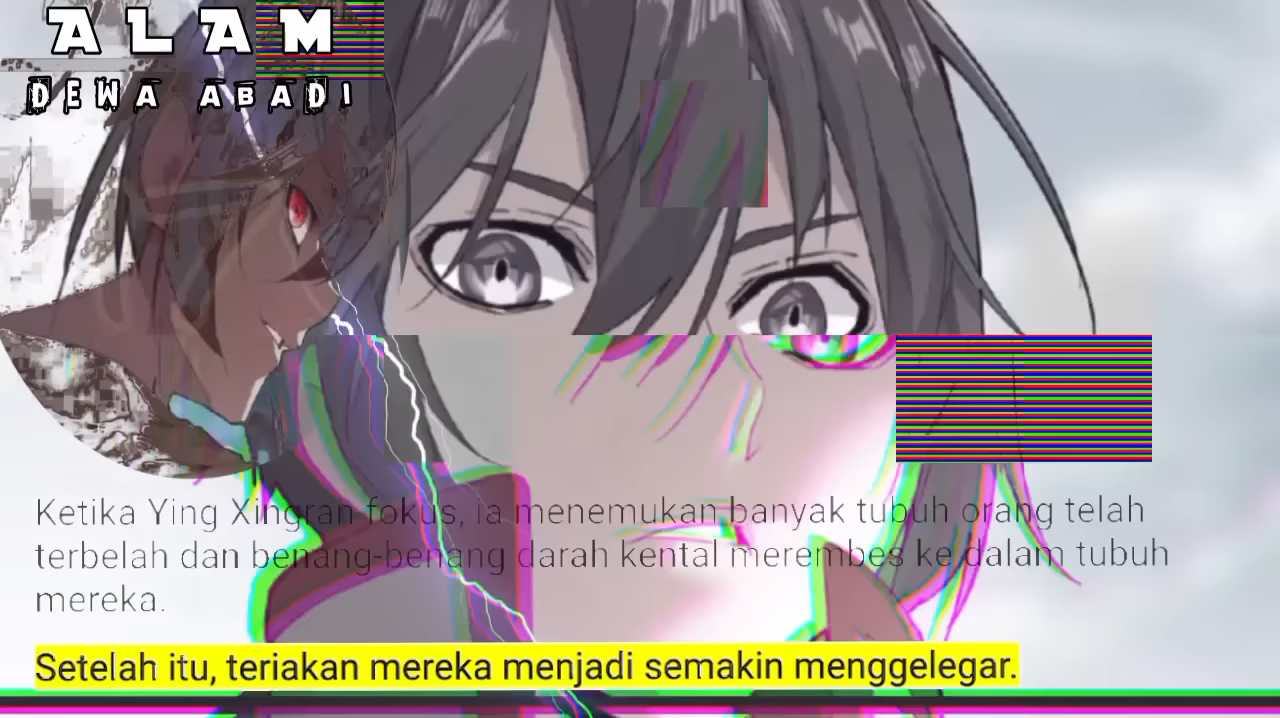 ALAM
DEWA ABADI
Ketika Ying Xingran fokus, ia menemukan banyak tubuh orang telah
terbelah dan benang-benang darah kental merembes ke dalam tubuh
mereka.
Setelah itu, teriakan mereka menjadi semakin menggelegar.